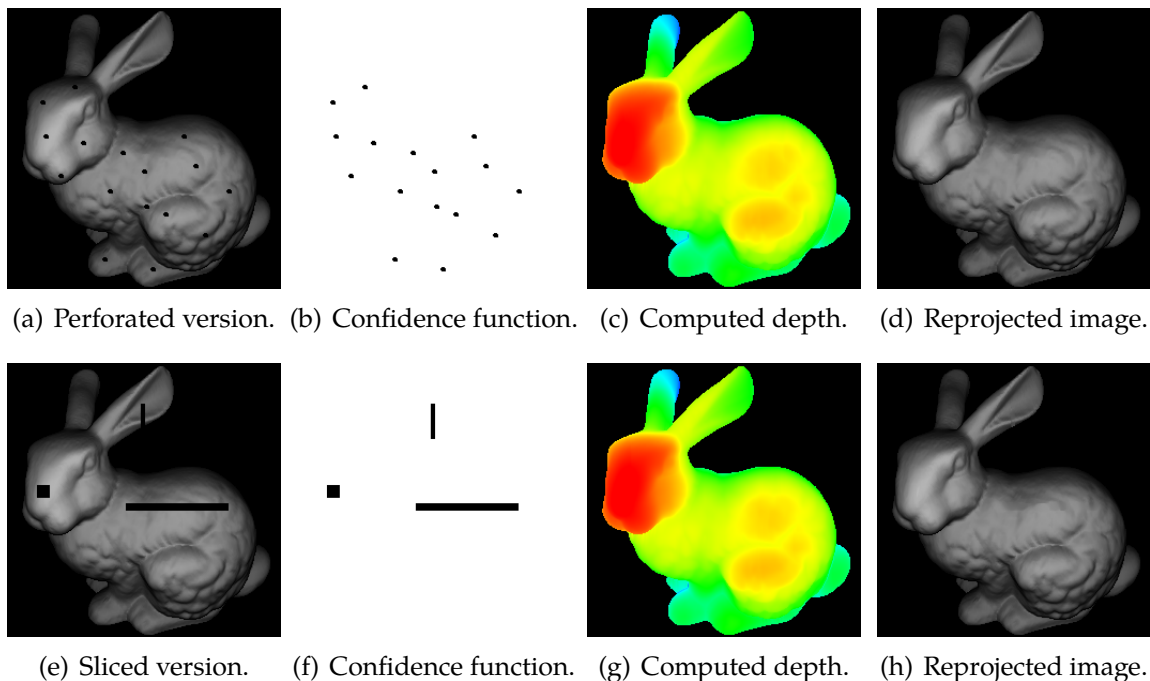 (a) Perforated version. (b) Confidence function. (c) Computed depth. (d) Reprojected image.
(e) Sliced version. (f) Confidence function. (g) Computed depth. (h) Reprojected image.